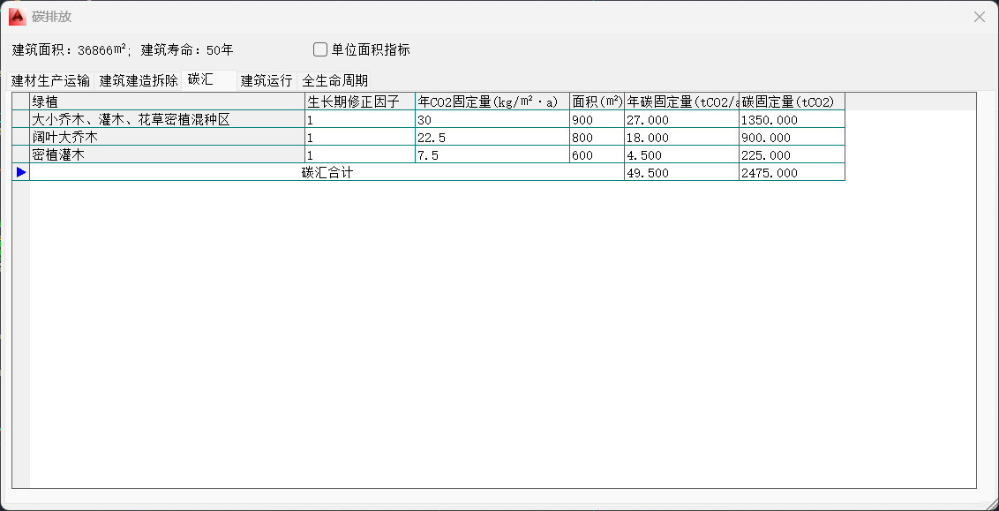 碳排放
建筑面积：36866㎡；建筑寿命：50年 单位面积指标
建材生产运输 建筑建造拆除 碳汇 建筑运行 全生命周期
绿植 生长期修正因子 年CO2固定量(kg/㎡·a) 面积(㎡) 年碳固定量(tCO2/a 碳固定量(tCO2)
大小乔木、灌木、花草密植混种区 1 30 900 27.000 1350.000
阔叶大乔木 1 22.5 800 18.000 900.000
密植灌木 1 7.5 600 4.500 225.000
碳汇合计 49.500 2475.000